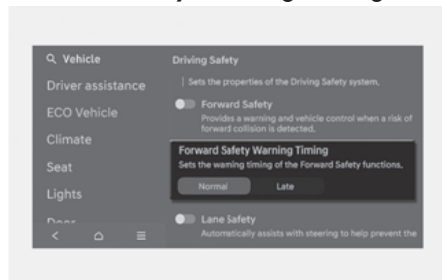 Vehicle
Driver assistance
ECO Vehicle
Climate
Seat
Lights
Driving Safety
Sets the properties of the Driving Safety system.
Forward Safety
Provides a warning and vehicle control when a risk of
forward collision is detected.
Forward Safety Warning Timing
Sets the warning timing of the Forward Safety functions.
Normal
Late
Lane Safety
Automatically assists with steering to help prevent the